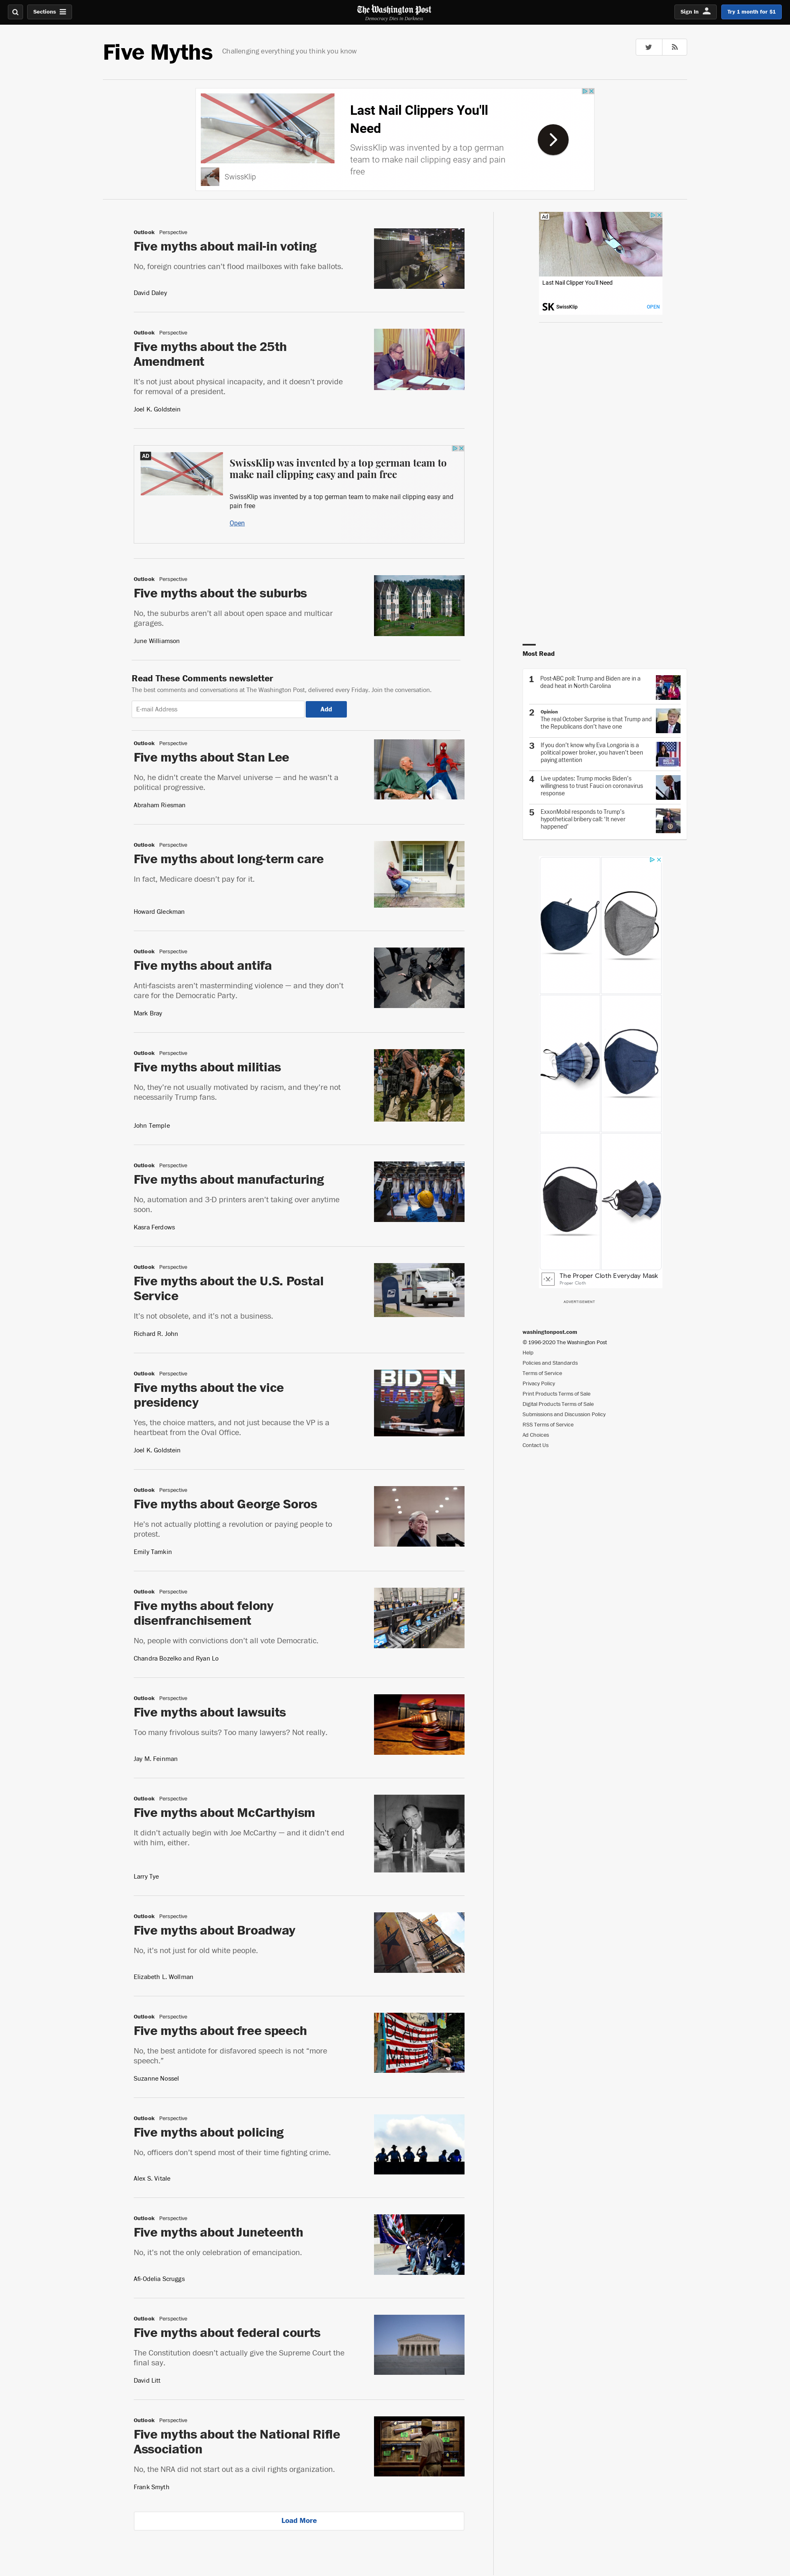 Sections
The Washington Post
Democracy Dies in Darkness
Sign In
Try 1 month for $1
Five Myths
Challenging everything you think you know
Last Nail Clippers You'll
Need
SwissKlip was invented by a top german
team to make nail clipping easy and pain
free
SwissKlip
Outlook Perspective
Five myths about mail-in voting
No, foreign countries can't flood mailboxes with fake ballots.
David Daley
Outlook Perspective
Five myths about the 25th
Amendment
It's not just about physical incapacity, and it doesn't provide
for removal of a president.
Joel K. Goldstein
AD
SwissKlip was invented by a top german team to
make nail clipping easy and pain free
SwissKlip was invented by a top german team to make nail clipping easy and
pain free
Open
Outlook Perspective
Five myths about the suburbs
No, the suburbs aren't all about open space and multicar
garages.
June Williamson
Read These Comments newsletter
The best comments and conversations at The Washington Post, delivered every Friday. Join the conversation.
E-mail Address
Add
Outlook Perspective
Five myths about Stan Lee
No, he didn't create the Marvel universe — and he wasn't a
political progressive.
Abraham Riesman
Outlook Perspective
Five myths about long-term care
In fact, Medicare doesn't pay for it.
Howard Gleckman
Outlook Perspective
Five myths about antifa
Anti-fascists aren't masterminding violence — and they don't
care for the Democratic Party.
Mark Bray
Outlook Perspective
Five myths about militias
No, they're not usually motivated by racism, and they're not
necessarily Trump fans.
John Temple
Outlook Perspective
Five myths about manufacturing
No, automation and 3-D printers aren't taking over anytime
soon.
Kasra Ferdows
Outlook Perspective
Five myths about the U.S. Postal
Service
It's not obsolete, and it's not a business.
Richard R. John
Outlook Perspective
Five myths about the vice
presidency
Yes, the choice matters, and not just because the VP is a
heartbeat from the Oval Office.
Joel K. Goldstein
BIDEN
Outlook Perspective
Five myths about George Soros
He's not actually plotting a revolution or paying people to
protest.
Emily Tamkin
Outlook Perspective
Five myths about felony
disenfranchisement
No, people with convictions don't all vote Democratic.
Chandra Bozelko and Ryan Lo
Outlook Perspective
Five myths about lawsuits
Too many frivolous suits? Too many lawyers? Not really.
Jay M. Feinman
Outlook Perspective
Five myths about McCarthyism
It didn't actually begin with Joe McCarthy — and it didn't end
with him, either.
Larry Tye
Outlook Perspective
Five myths about Broadway
No, it's not just for old white people.
Elizabeth L. Wollman
Outlook Perspective
Five myths about free speech
No, the best antidote for disfavored speech is not "more
speech."
Suzanne Nossel
Outlook Perspective
Five myths about policing
No, officers don't spend most of their time fighting crime.
Alex S. Vitale
Outlook Perspective
Five myths about Juneteenth
No, it's not the only celebration of emancipation.
Afi-Odelia Scruggs
Outlook Perspective
Five myths about federal courts
The Constitution doesn't actually give the Supreme Court the
final say.
David Litt
Outlook Perspective
Five myths about the National Rifle
Association
No, the NRA did not start out as a civil rights organization.
Frank Smyth
Load More
Ad
Last Nail Clipper You'll Need
SK SwissKlip
OPEN
Most Read
1 Post-ABC poll: Trump and Biden are in a
dead heat in North Carolina
2 Opinion
The real October Surprise is that Trump and
the Republicans don't have one
3 If you don't know why Eva Longoria is a
political power broker, you haven't been
paying attention
4 Live updates: Trump mocks Biden's
willingness to trust Fauci on coronavirus
response
5 ExxonMobil responds to Trump's
hypothetical bribery call: 'It never
happened'
The Proper Cloth Everyday Mask
Proper Cloth
ADVERTISEMENT
washingtonpost.com
© 1996-2020 The Washington Post
Help
Policies and Standards
Terms of Service
Privacy Policy
Print Products Terms of Sale
Digital Products Terms of Sale
Submissions and Discussion Policy
RSS Terms of Service
Ad Choices
Contact Us